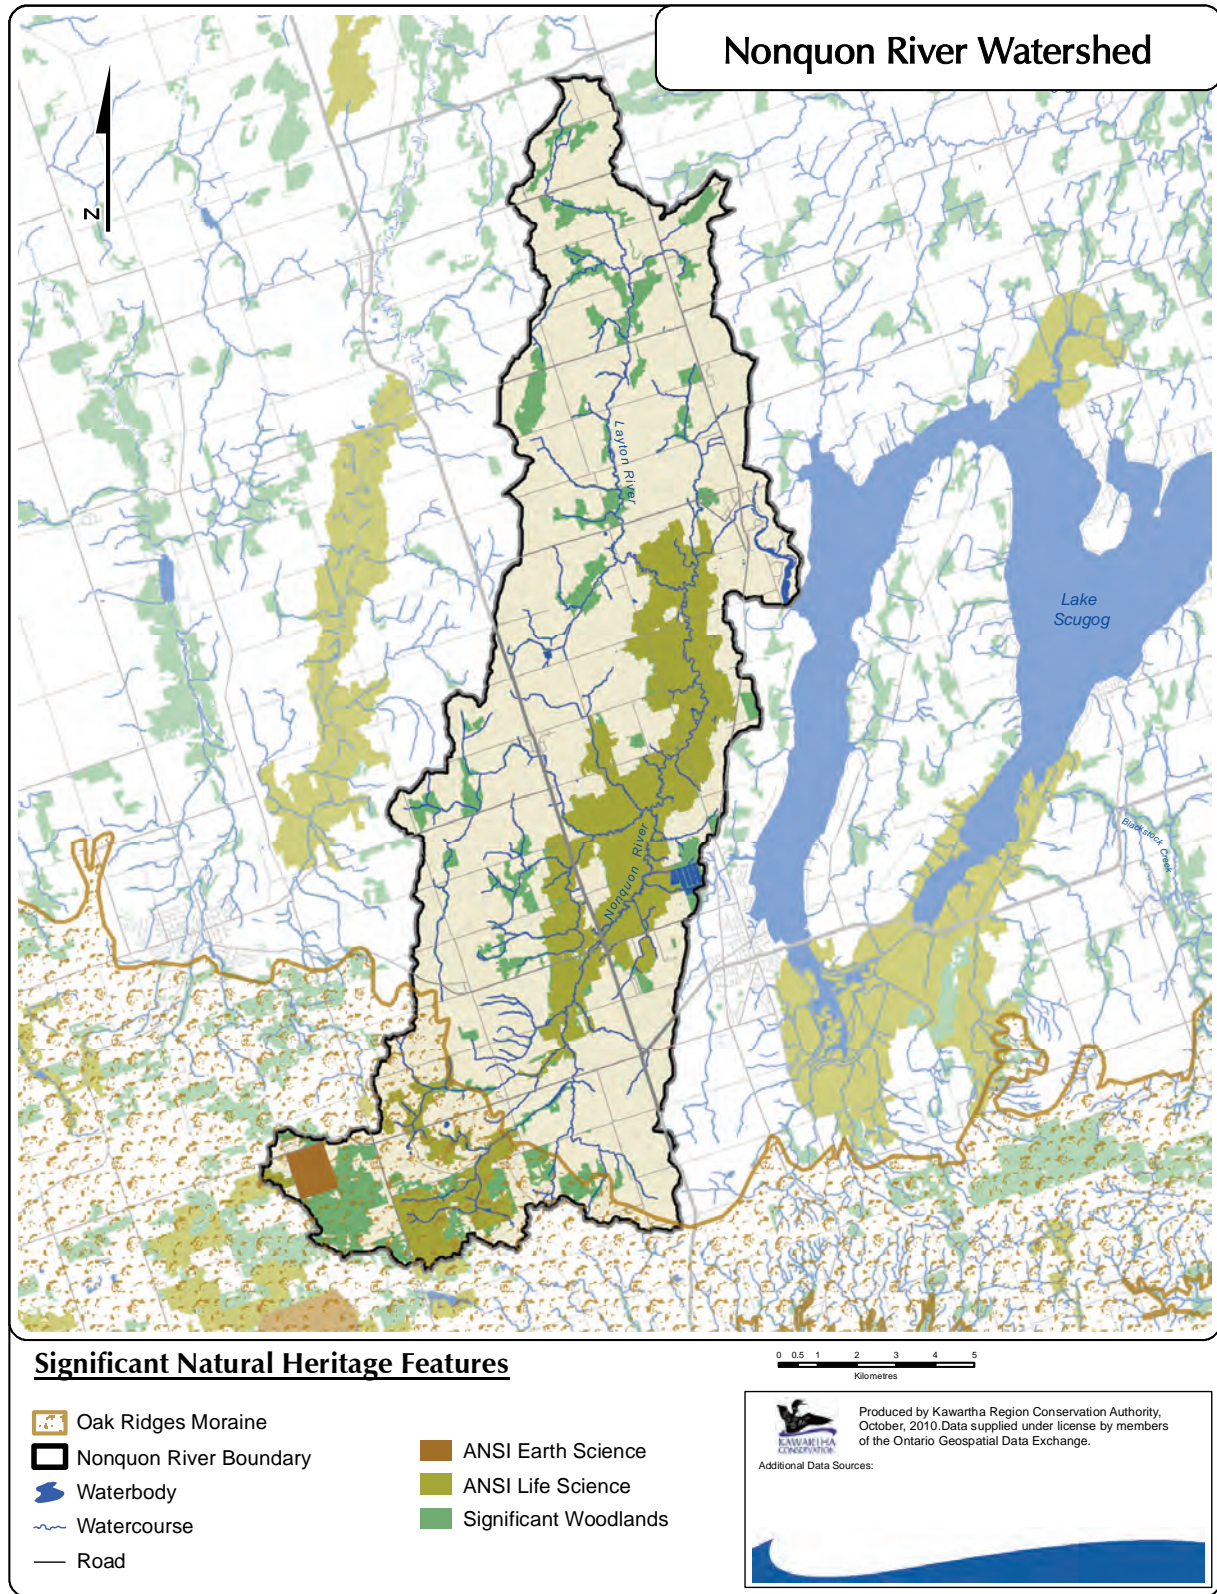 Nonquon River Watershed
N
Layton River
Lake
Scugog
Nonquon River
Blackstock Creek
Significant Natural Heritage Features
Oak Ridges Moraine
Nonquon River Boundary
Waterbody
Watercourse
Road
ANSI Earth Science
ANSI Life Science
Significant Woodlands
0 0.5 1 2 3 4 5
Kilometres
KAWARTHA
CONSERVATION
Produced by Kawartha Region Conservation Authority,
October, 2010.Data supplied under license by members
of the Ontario Geospatial Data Exchange.
Additional Data Sources: